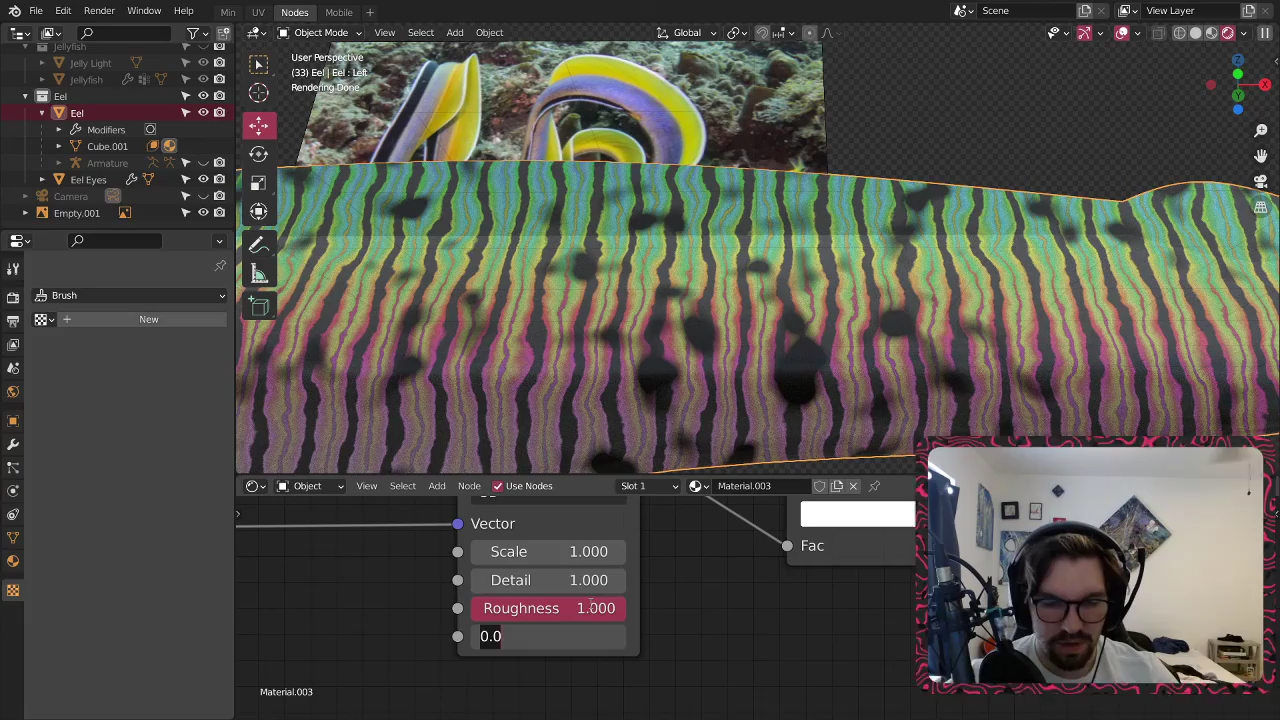 File Edit Render Window Help Min UV Nodes Mobile + Scene View Layer
Object Mode View Select Add Object Global
Jellyfish
Jelly Light
Jellyfish
Eel
Eel
Modifiers
Cube.001
Armature
Eel Eyes
Camera
Empty.001
User Perspective
(33) Eel | Eel : Left
Rendering Done
Z
X
Y
Brush
+ New
Object View Select Add Node Use Nodes Slot 1 Material.003
Vector
Scale 1.000
Detail 1.000
Roughness 1.000
0.0
Fac
Material.003